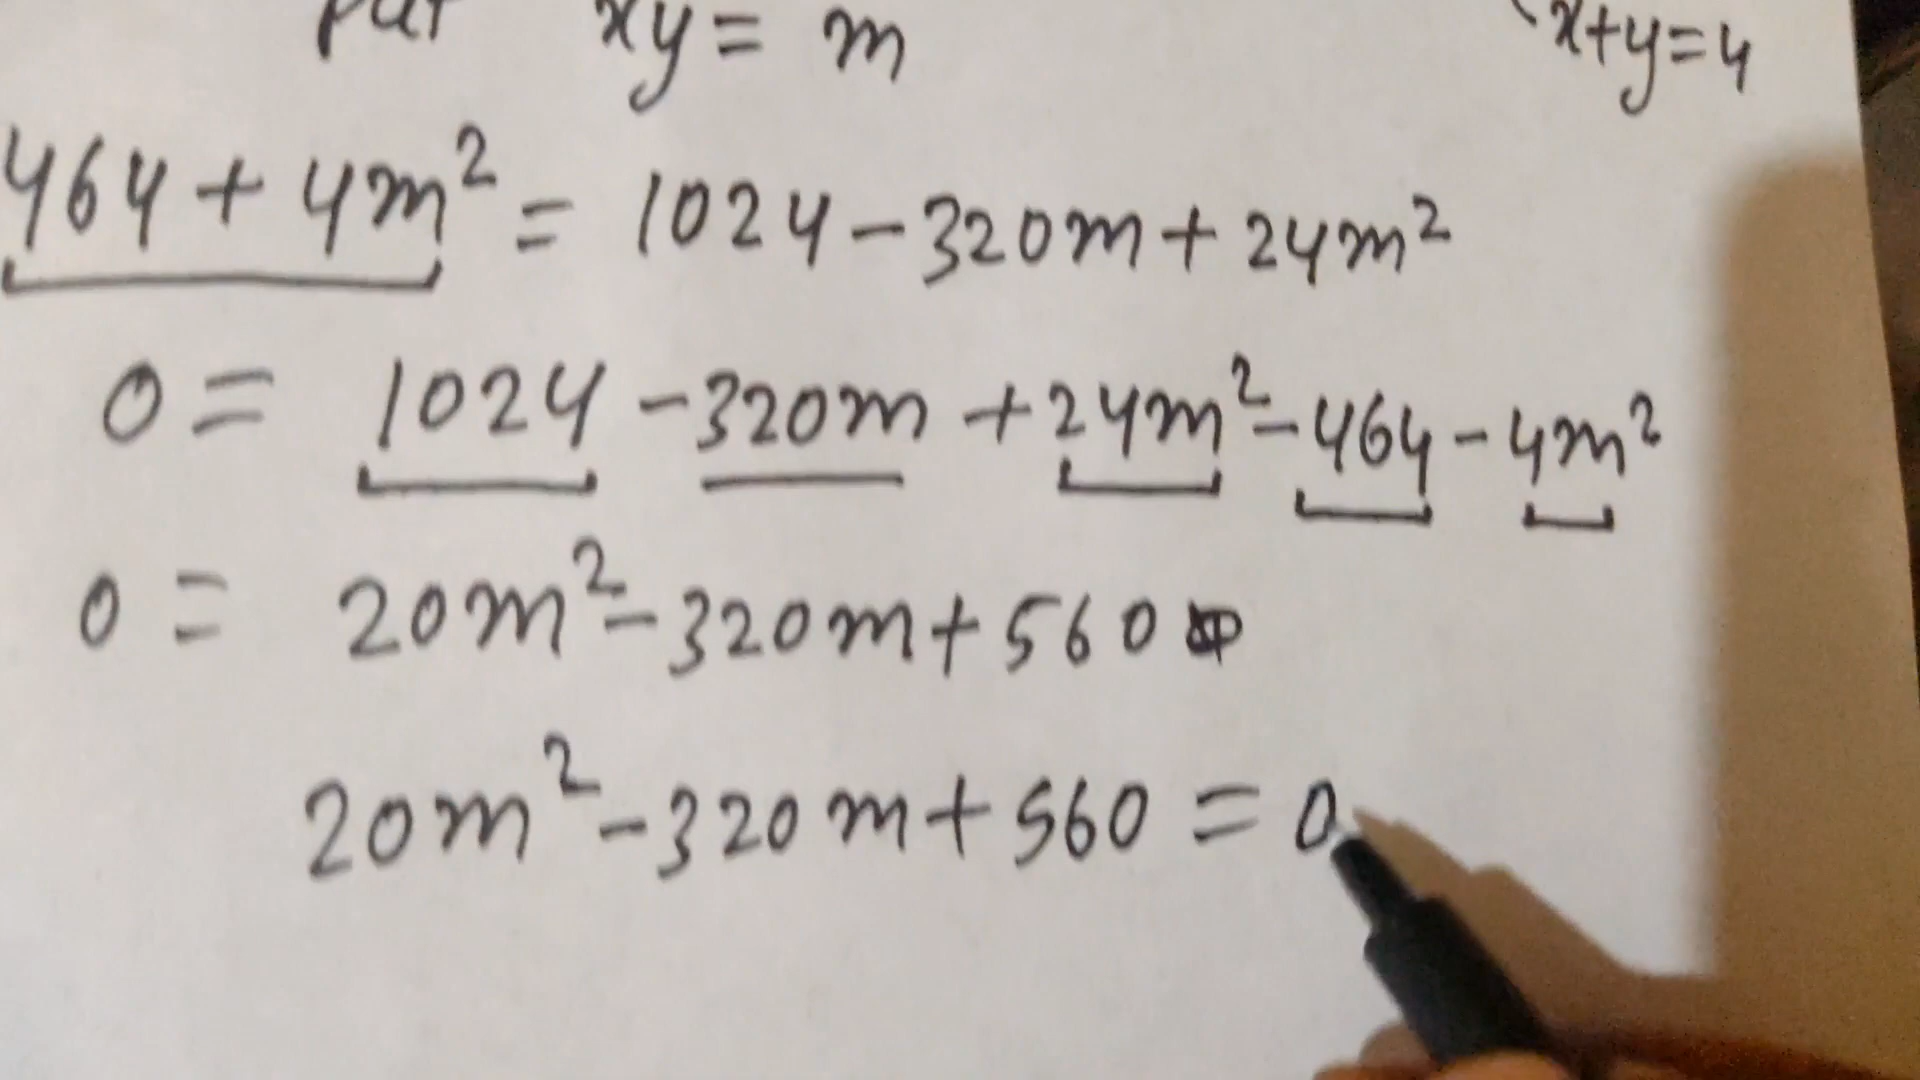 Put xy = m
x+y=4
464 + 4m² = 1024 - 320m + 24m²
0 = 1024 - 320m + 24m² - 464 - 4m²
0 = 20m² - 320m + 560
20m² - 320m + 560 = 0